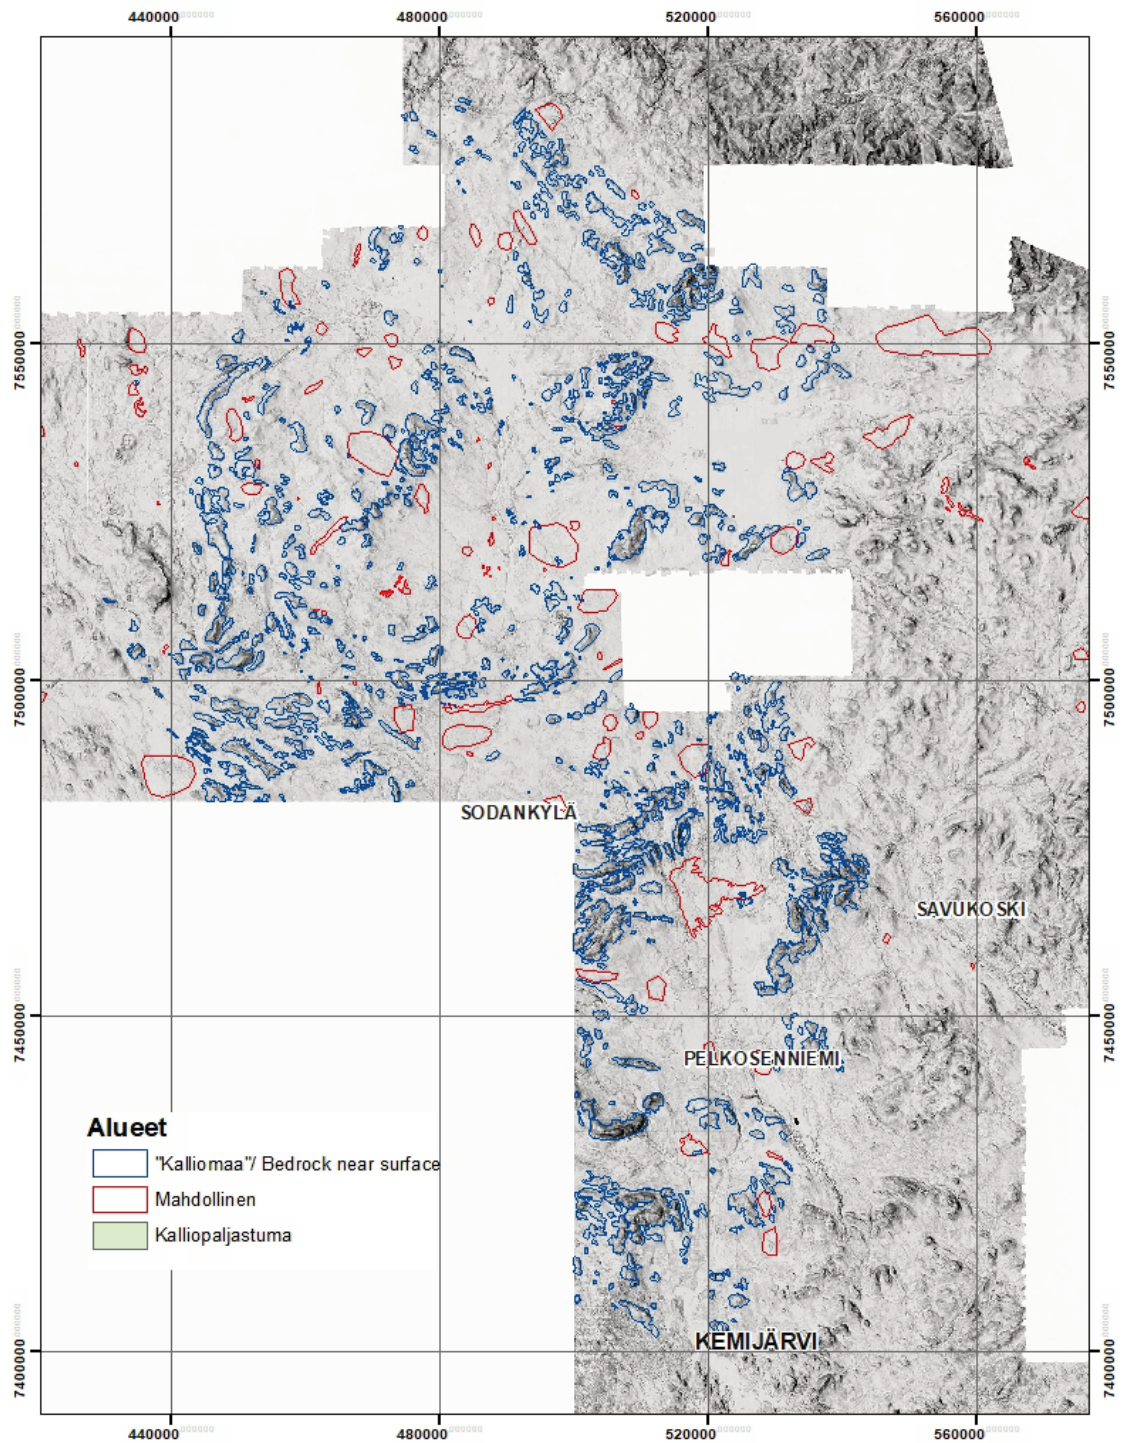 440000 480000 520000 560000
7550000 7550000
7500000 7500000
SODANKYLÄ
SAVUKOSKI
7450000 7450000
PELKOSENNIEMI
Alueet
"Kalliomaa"/ Bedrock near surface
Mahdollinen
Kalliopaljastuma
KEMIJÄRVI
7400000 7400000
440000 480000 520000 560000